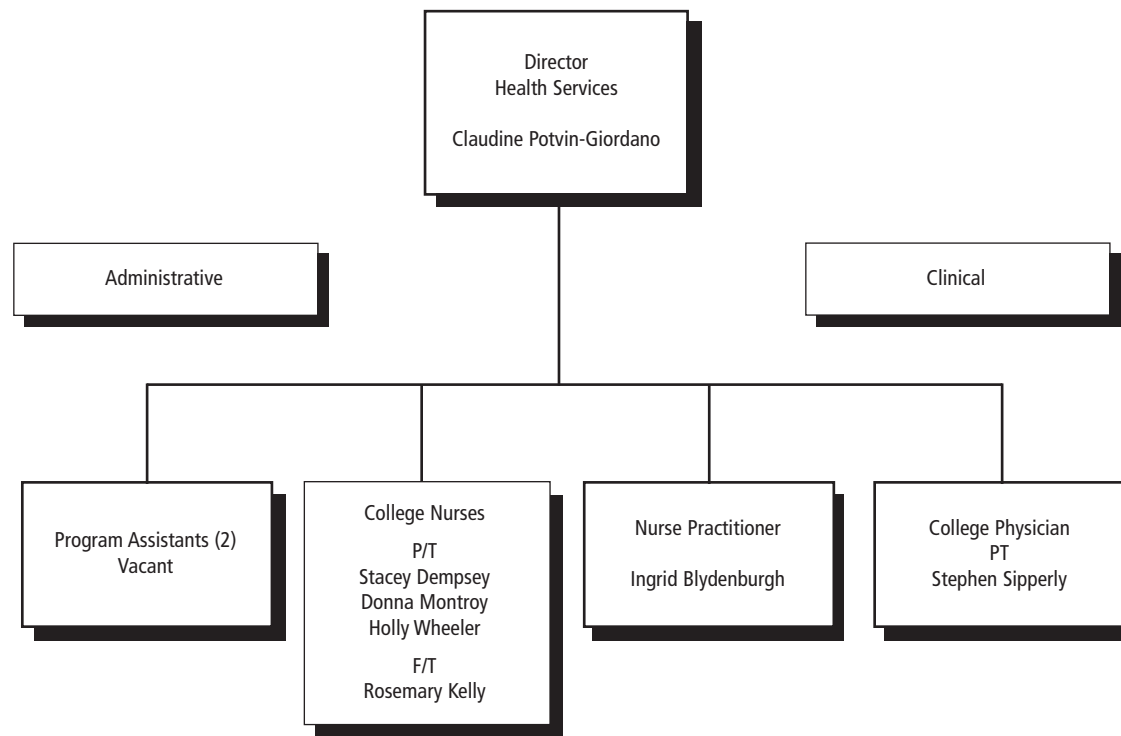 Director
Health Services
Claudine Potvin-Giordano
Administrative
Clinical
Program Assistants (2)
Vacant
College Nurses
P/T
Stacey Dempsey
Donna Montroy
Holly Wheeler
F/T
Rosemary Kelly
Nurse Practitioner
Ingrid Blydenburgh
College Physician
PT
Stephen Sipperly